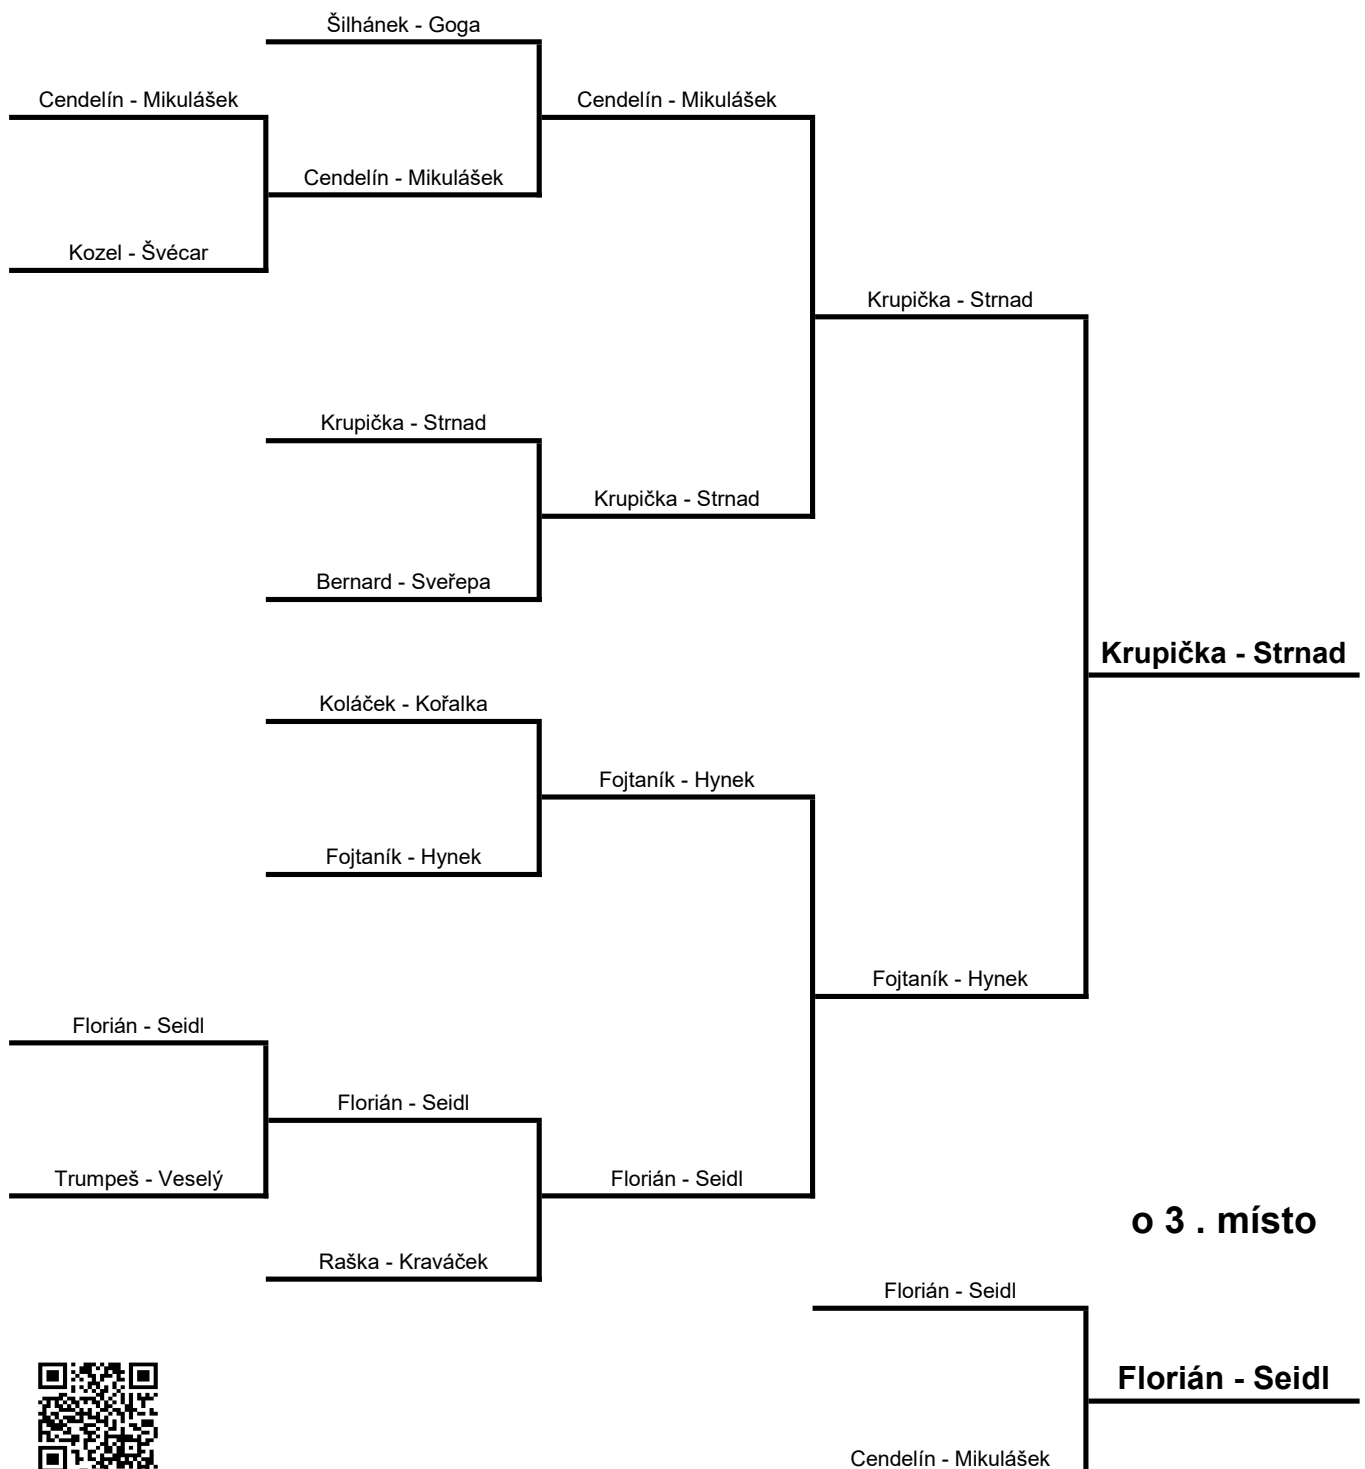 Šilhánek - Goga
Cendelín - Mikulášek
Cendelín - Mikulášek
Cendelín - Mikulášek
Kozel - Švécar
Krupička - Strnad
Krupička - Strnad
Krupička - Strnad
Bernard - Sveřepa
Krupička - Strnad
Koláček - Kořalka
Fojtaník - Hynek
Fojtaník - Hynek
Fojtaník - Hynek
Florián - Seidl
Florián - Seidl
Trumpeš - Veselý
Florián - Seidl
o 3 . místo
Raška - Kraváček
Florián - Seidl
Florián - Seidl
Cendelín - Mikulášek